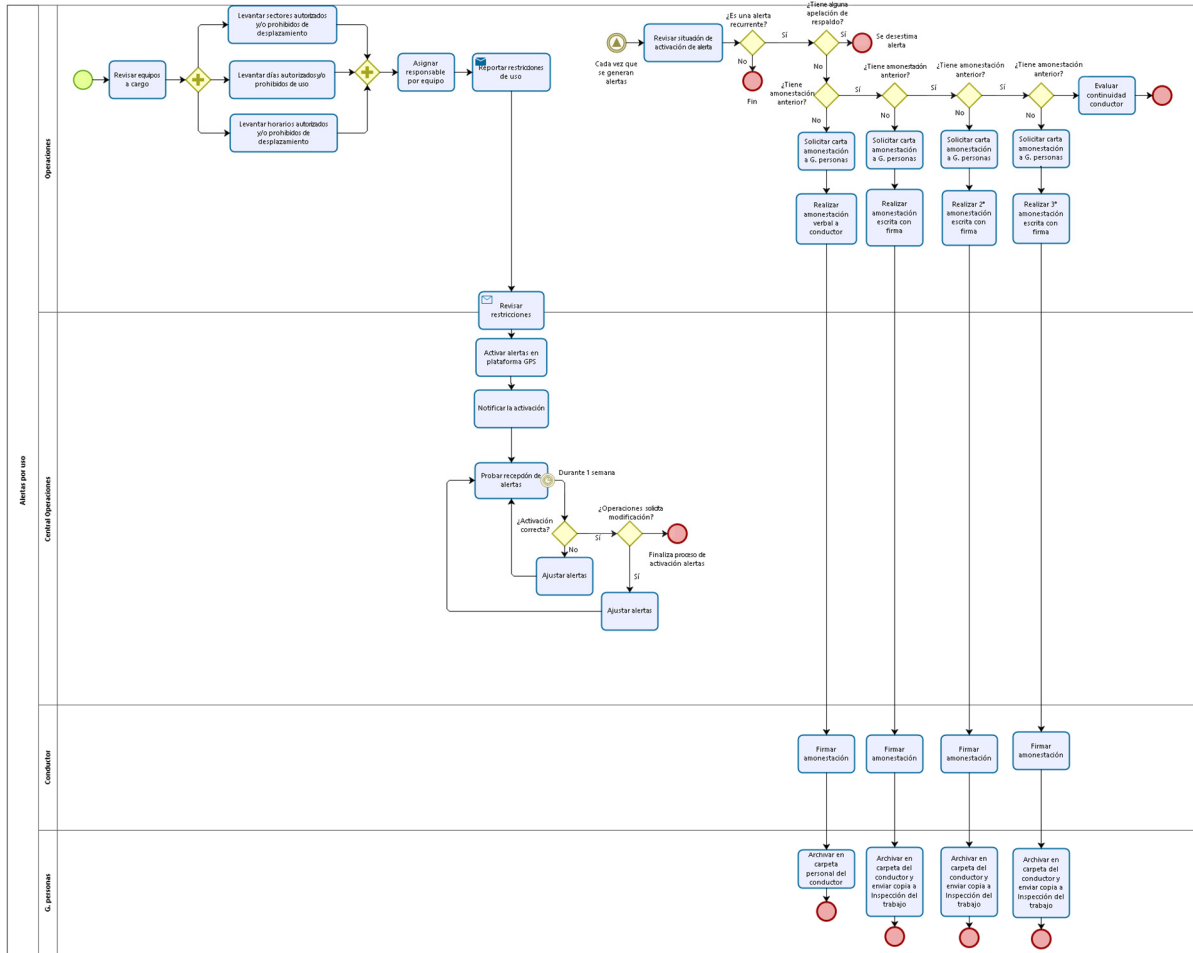 Alertas por uso
Operaciones
Revisar equipos
a cargo
Levantar sectores autorizados
y/o prohibidos de
desplazamiento
Levantar días autorizados y/o
prohibidos de uso
Levantar horarios autorizados
y/o prohibidos de
desplazamiento
Asignar
responsable
por equipo
Reportar restricciones
de uso
Cada vez que
se generan
alertas
Revisar situación de
activación de alerta
¿Es una alerta
recurrente?
Sí
No
Fin
¿Tiene alguna
apelación de
respaldo?
Sí
Se desestima
alerta
No
¿Tiene
amonestación
anterior?
Sí
No
¿Tiene amonestación
anterior?
Sí
No
¿Tiene amonestación
anterior?
Sí
No
¿Tiene amonestación
anterior?
Sí
No
Evaluar
continuidad
conductor
Solicitar carta
amonestación
a G. personas
Solicitar carta
amonestación
a G. personas
Solicitar carta
amonestación
a G. personas
Solicitar carta
amonestación
a G. personas
Realizar
amonestación
verbal a
conductor
Realizar
amonestación
escrita con
firma
Realizar 2°
amonestación
escrita con
firma
Realizar 3°
amonestación
escrita con
firma
Revisar
restricciones
Central Operaciones
Activar alertas en
plataforma GPS
Notificar la activación
Probar recepción de
alertas
Durante 1 semana
¿Activación
correcta?
Sí
No
¿Operaciones solicita
modificación?
Sí
Finaliza proceso de
activación alertas
Ajustar alertas
Ajustar alertas
Conductor
Firmar
amonestación
Firmar
amonestación
Firmar
amonestación
Firmar
amonestación
G. personas
Archivar en
carpeta
personal del
conductor
Archivar en
carpeta del
conductor y
enviar copia a
Inspección del
trabajo
Archivar en
carpeta del
conductor y
enviar copia a
Inspección del
trabajo
Archivar en
carpeta del
conductor y
enviar copia a
Inspección del
trabajo